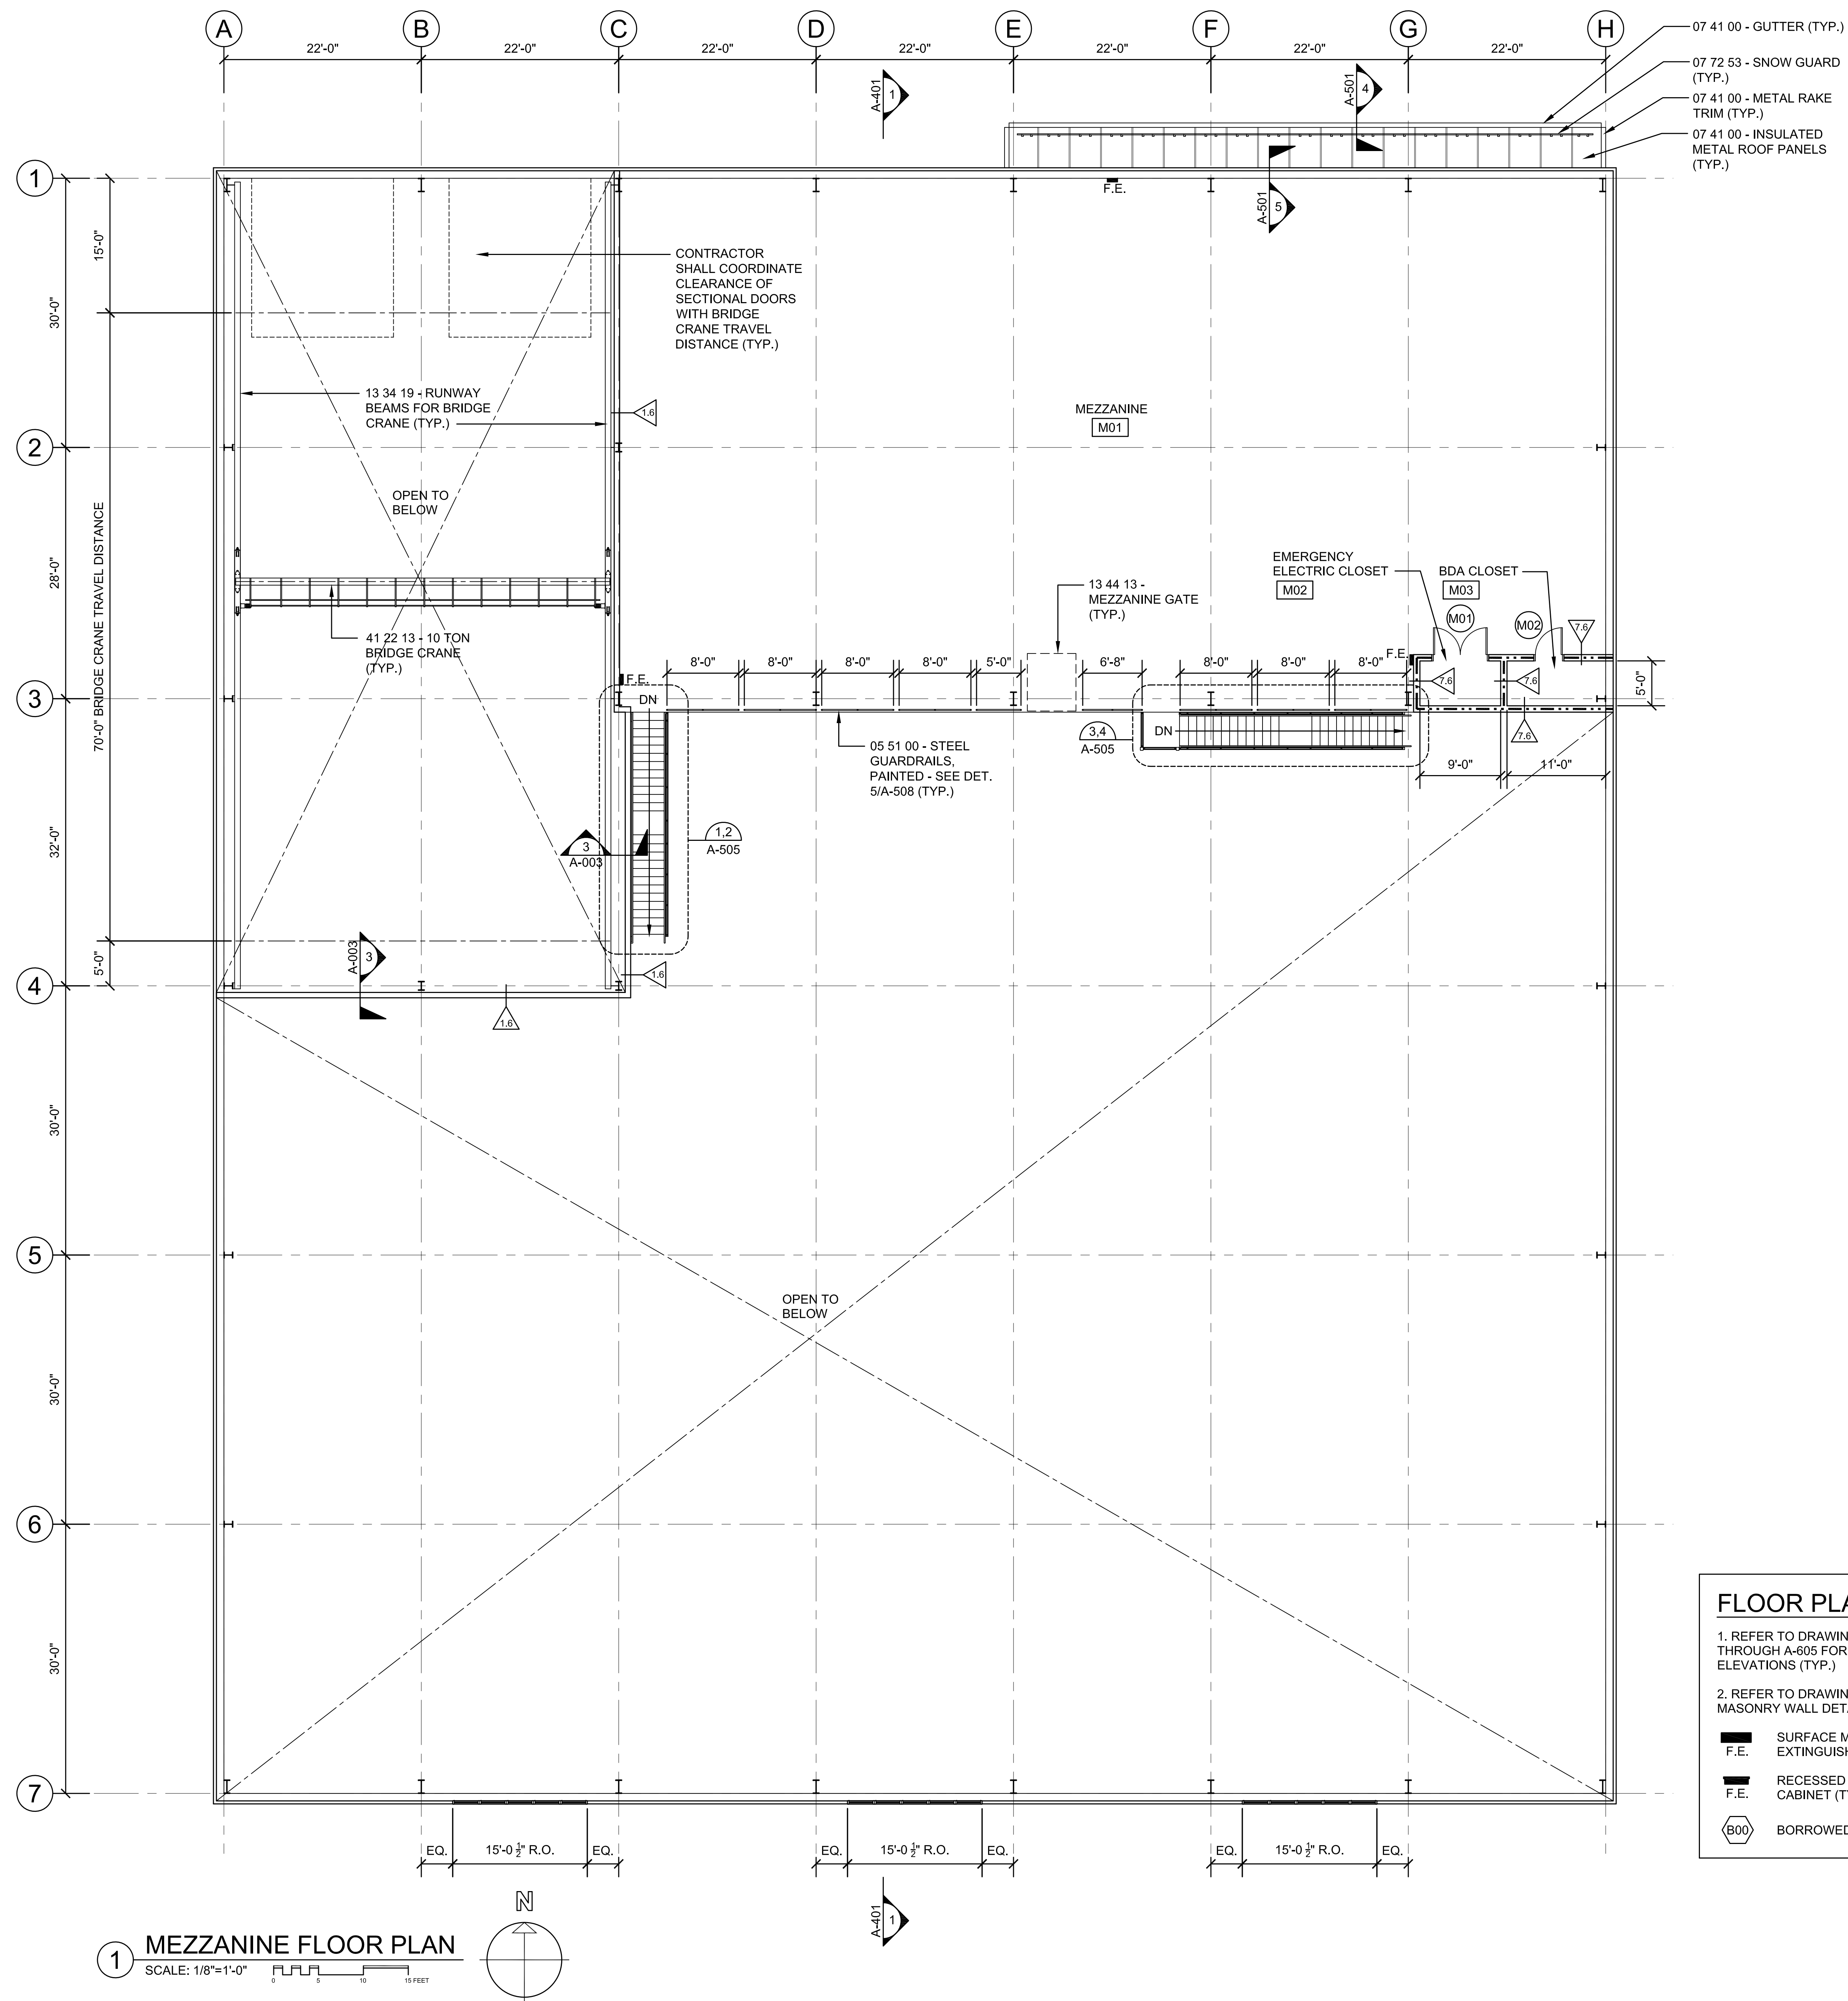 A
B
C
D
E
F
G
H
22'-0"
22'-0"
22'-0"
22'-0"
22'-0"
22'-0"
22'-0"
07 41 00 - GUTTER (TYP.)
07 72 53 - SNOW GUARD
(TYP.)
07 41 00 - METAL RAKE
TRIM (TYP.)
07 41 00 - INSULATED
METAL ROOF PANELS
(TYP.)
A-401
1
A-501
4
A-501
5
1
2
3
4
5
6
7
30'-0"
28'-0"
32'-0"
30'-0"
30'-0"
30'-0"
15'-0"
70'-0" BRIDGE CRANE TRAVEL DISTANCE
5'-0"
F.E.
CONTRACTOR
SHALL COORDINATE
CLEARANCE OF
SECTIONAL DOORS
WITH BRIDGE
CRANE TRAVEL
DISTANCE (TYP.)
13 34 19 - RUNWAY
BEAMS FOR BRIDGE
CRANE (TYP.)
1.6
MEZZANINE
M01
OPEN TO
BELOW
41 22 13 - 10 TON
BRIDGE CRANE
(TYP.)
13 44 13 -
MEZZANINE GATE
(TYP.)
EMERGENCY
ELECTRIC CLOSET
M02
BDA CLOSET
M03
M01
M02
7.6
7.6
7.6
7.6
F.E.
F.E.
8'-0"
8'-0"
8'-0"
8'-0"
5'-0"
6'-8"
8'-0"
8'-0"
8'-0"
5'-0"
DN
DN
3,4
A-505
05 51 00 - STEEL
GUARDRAILS,
PAINTED - SEE DET.
5/A-508 (TYP.)
9'-0"
11'-0"
3
A-003
1,2
A-505
A-003
3
1.6
1.6
OPEN TO
BELOW
EQ.
15'-0 ½" R.O.
EQ.
EQ.
15'-0 ½" R.O.
EQ.
EQ.
15'-0 ½" R.O.
EQ.
A-401
1
FLOOR PLA
1. REFER TO DRAWIN
THROUGH A-605 FOR
ELEVATIONS (TYP.)
2. REFER TO DRAWIN
MASONRY WALL DET
F.E.
SURFACE M
EXTINGUISH
F.E.
RECESSED
CABINET (T
B00
BORROWED
N
1
MEZZANINE FLOOR PLAN
SCALE: 1/8"=1'-0"
0 5 10 15 FEET